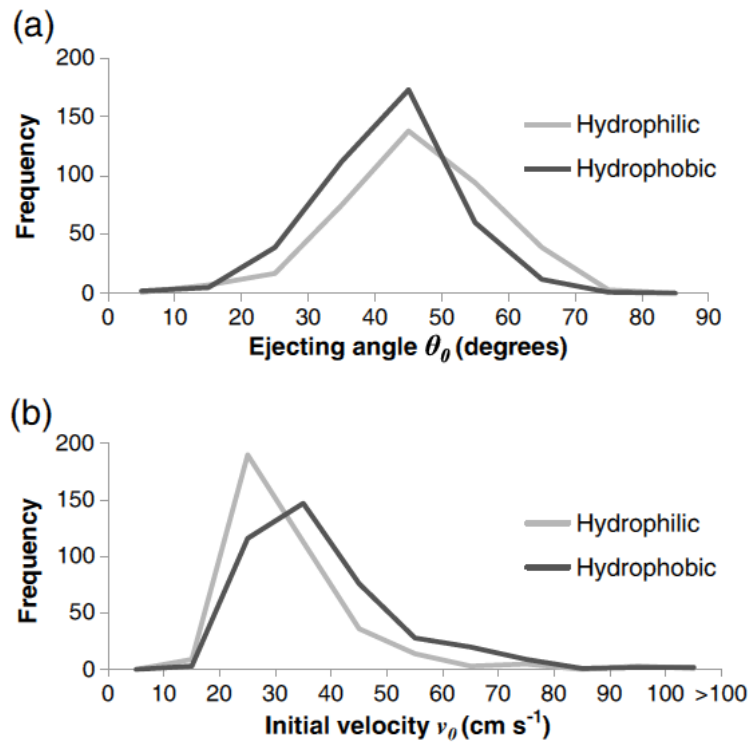 (a)
200
150
100
50
0
Frequency
Hydrophilic
Hydrophobic
0 10 20 30 40 50 60 70 80 90
Ejecting angle θ₀ (degrees)
(b)
200
150
100
50
0
Frequency
Hydrophilic
Hydrophobic
0 10 20 30 40 50 60 70 80 90 100 >100
Initial velocity v₀ (cm s⁻¹)